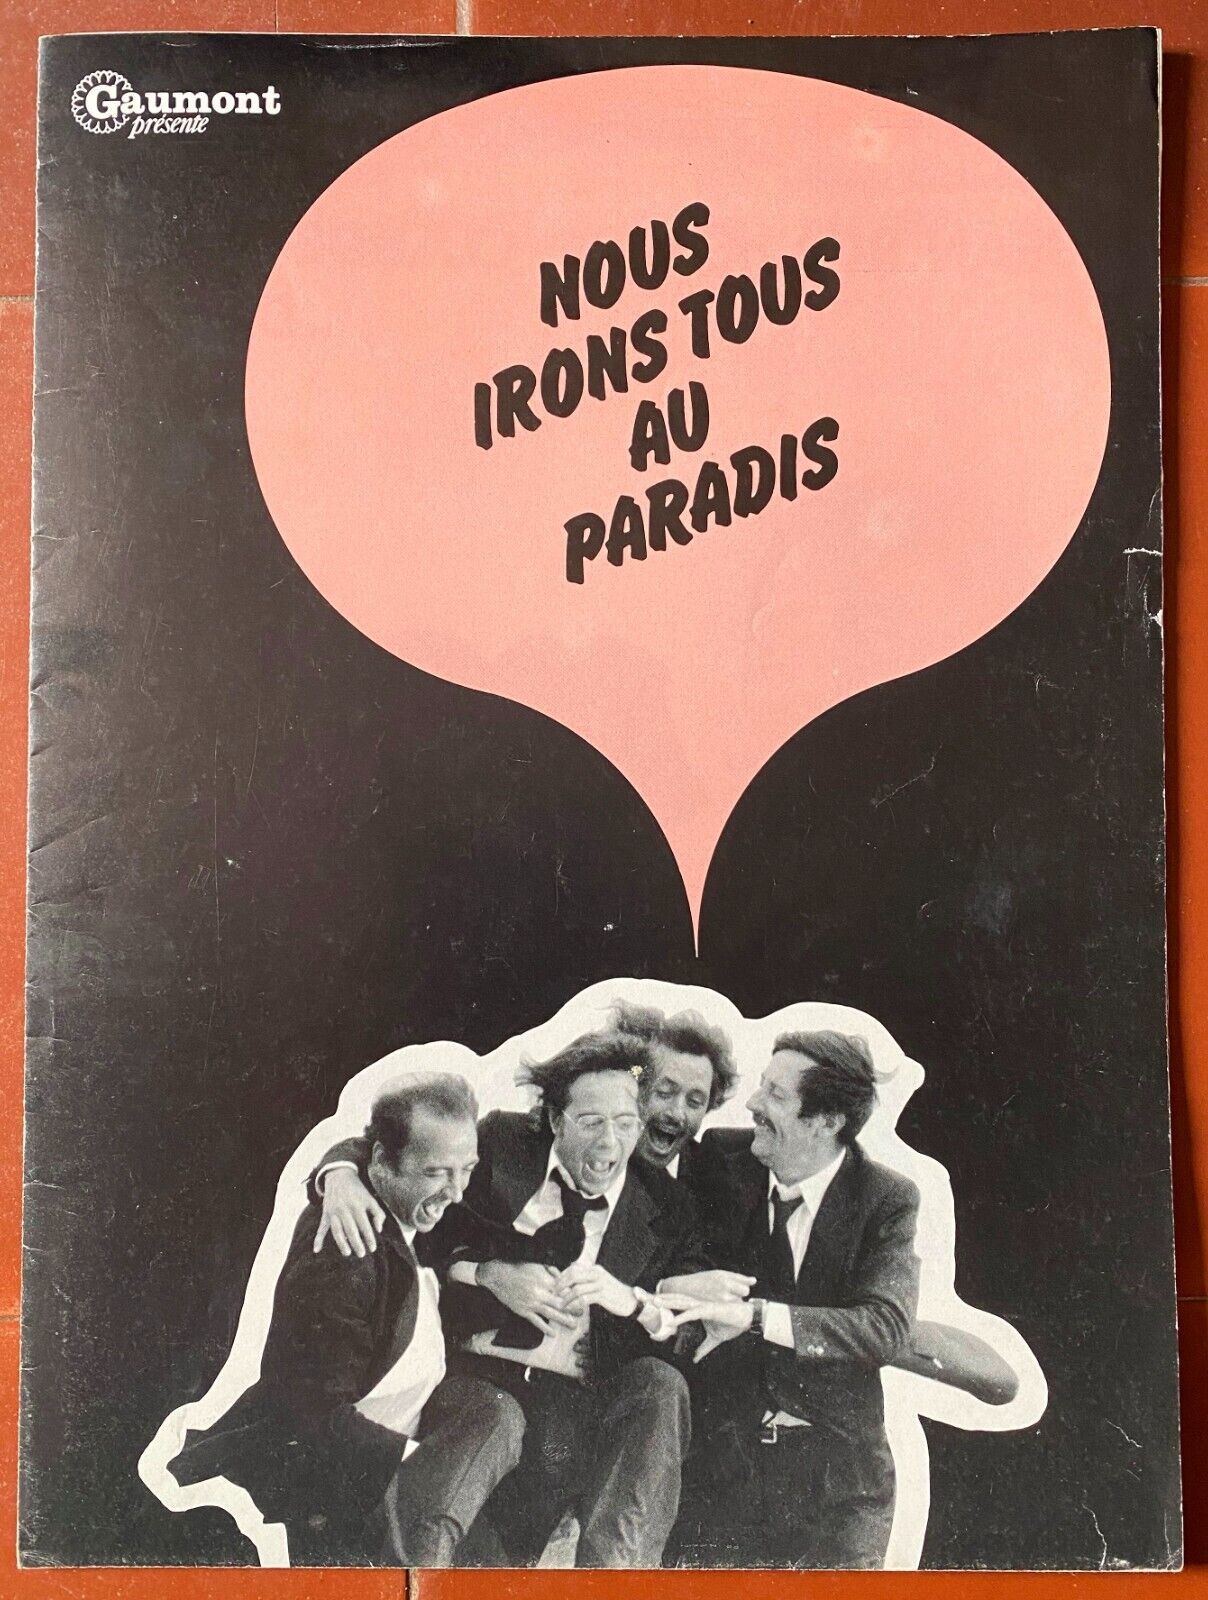 Gaumont
présente
NOUS
IRONS TOUS
AU
PARADIS